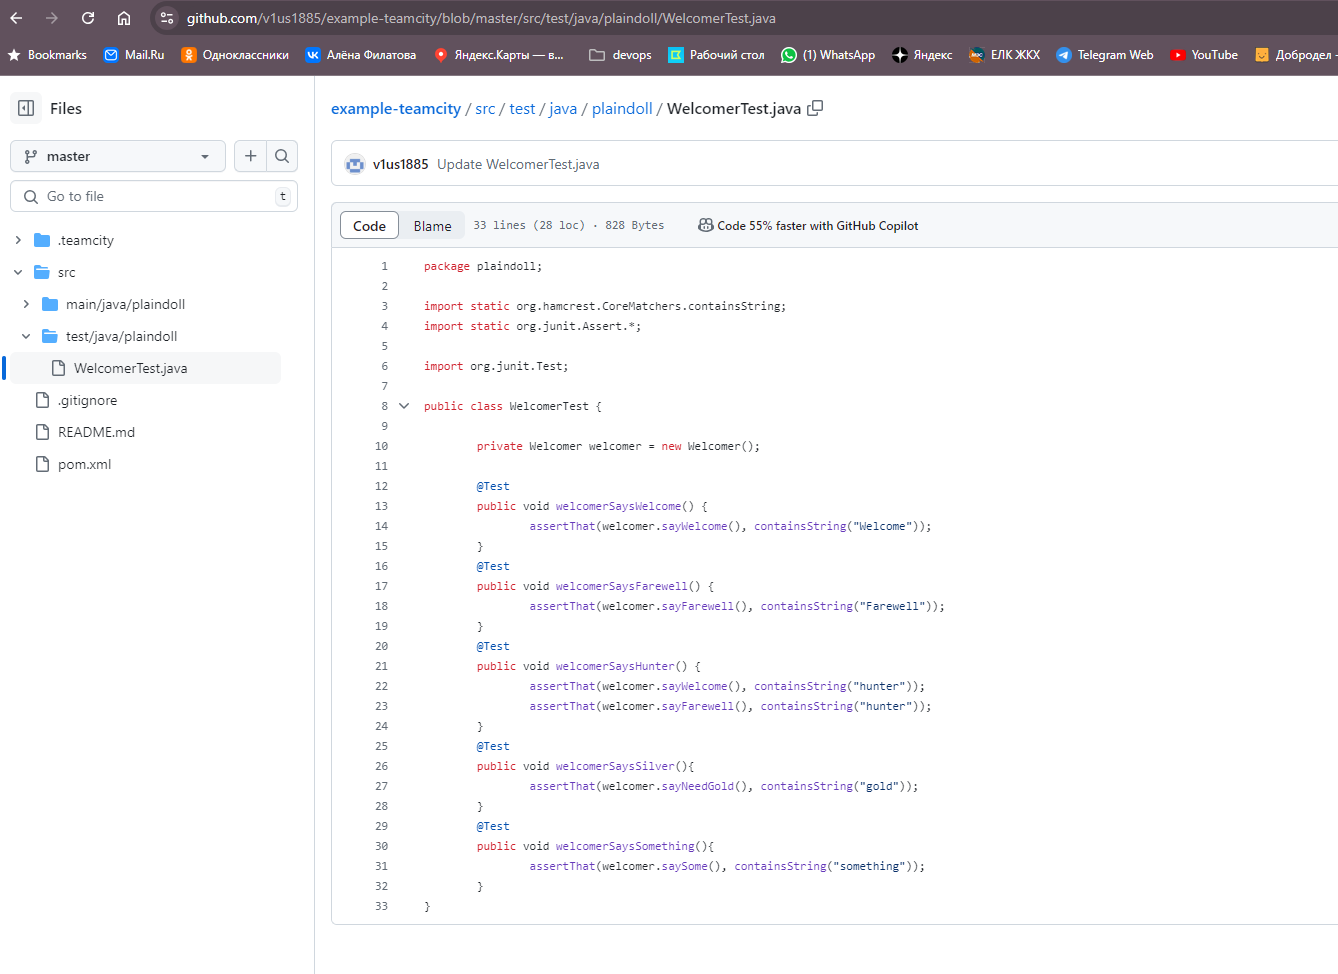 github.com/v1us1885/example-teamcity/blob/master/src/test/java/plaindoll/WelcomerTest.java
Bookmarks Mail.Ru Одноклассники Алёна Филатова Яндекс.Карты — в... devops Рабочий стол (1) WhatsApp Яндекс ЕЛК ЖКХ Telegram Web YouTube Добродел -
Files
master
Go to file t
.teamcity
src
main/java/plaindoll
test/java/plaindoll
WelcomerTest.java
.gitignore
README.md
pom.xml
example-teamcity / src / test / java / plaindoll / WelcomerTest.java
v1us1885 Update WelcomerTest.java
Code Blame 33 lines (28 loc) · 828 Bytes Code 55% faster with GitHub Copilot
1 package plaindoll;
2
3 import static org.hamcrest.CoreMatchers.containsString;
4 import static org.junit.Assert.*;
5
6 import org.junit.Test;
7
8 public class WelcomerTest {
9
10 private Welcomer welcomer = new Welcomer();
11
12 @Test
13 public void welcomerSaysWelcome() {
14 assertThat(welcomer.sayWelcome(), containsString("Welcome"));
15 }
16 @Test
17 public void welcomerSaysFarewell() {
18 assertThat(welcomer.sayFarewell(), containsString("Farewell"));
19 }
20 @Test
21 public void welcomerSaysHunter() {
22 assertThat(welcomer.sayWelcome(), containsString("hunter"));
23 assertThat(welcomer.sayFarewell(), containsString("hunter"));
24 }
25 @Test
26 public void welcomerSaysSilver(){
27 assertThat(welcomer.sayNeedGold(), containsString("gold"));
28 }
29 @Test
30 public void welcomerSaysSomething(){
31 assertThat(welcomer.saySome(), containsString("something"));
32 }
33 }